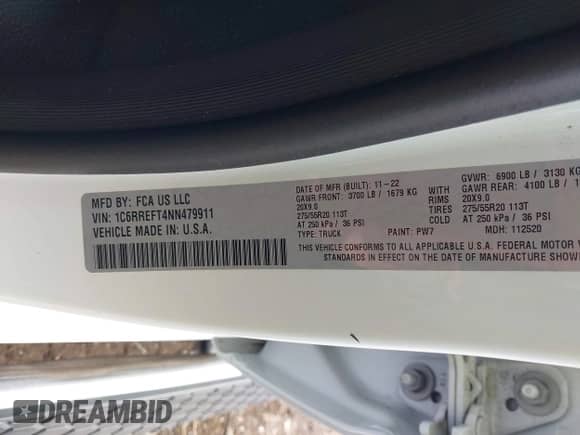 MFD BY: FCA US LLC
VIN: 1C6RREFT4NN479911
VEHICLE MADE IN: U.S.A.
DATE OF MFR (BUILT): 11-22
GAWR FRONT: 3700 LB / 1679 KG
20X9.0
275/55R20 113T
AT 250 kPa / 36 PSI
TYPE: TRUCK
PAINT: PW7
WITH
RIMS
TIRES
COLD
GVWR: 6900 LB / 3130 KG
GAWR REAR: 4100 LB /
20X9.0
275/55R20 113T
AT 250 kPa / 36 PSI
MDH: 112520
THIS VEHICLE CONFORMS TO ALL APPLICABLE U.S.A. FEDERAL MOTOR
STANDARDS IN EFFECT ON THE DATE OF MANUFACTURE
DREAMBID